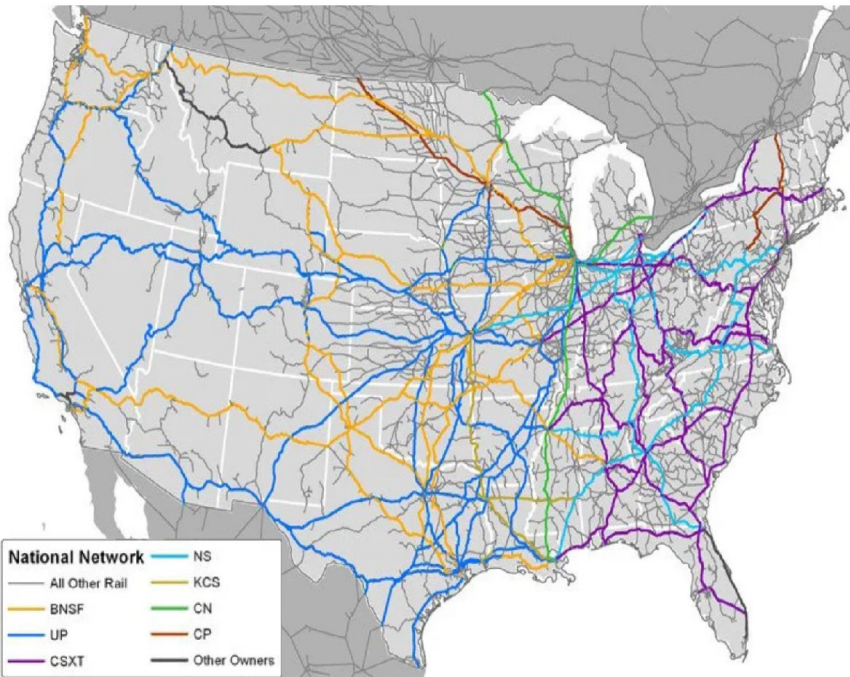 National Network
All Other Rail
BNSF
UP
CSXT
NS
KCS
CN
CP
Other Owners